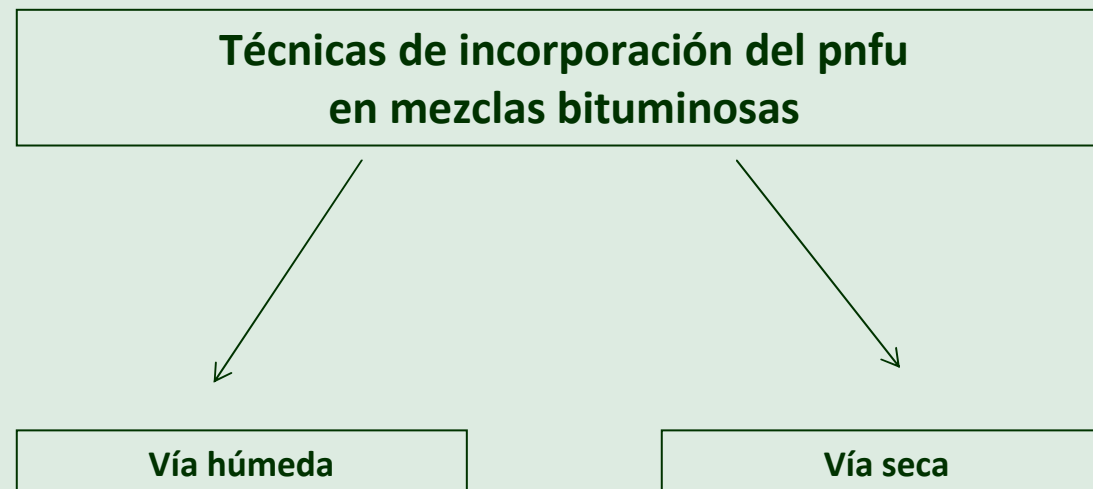 Técnicas de incorporación del pnfu
en mezclas bituminosas
Vía húmeda
Vía seca